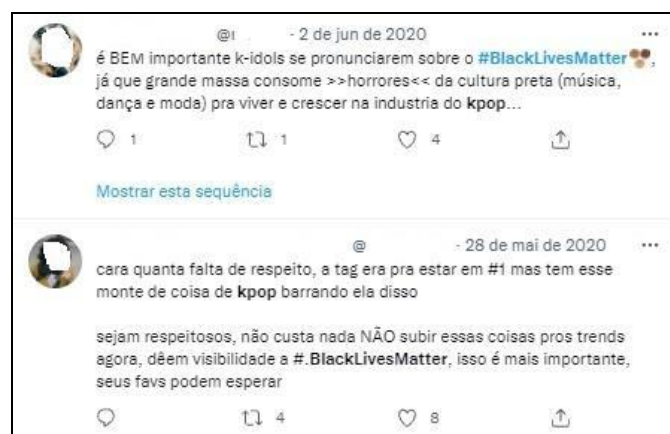 @ · 2 de jun de 2020 ...
é BEM importante k-idols se pronunciarem sobre o #BlackLivesMatter,
já que grande massa consome >>horrores<< da cultura preta (música,
dança e moda) pra viver e crescer na industria do kpop...
1 1 4
Mostrar esta sequência
@ · 28 de mai de 2020 ...
cara quanta falta de respeito, a tag era pra estar em #1 mas tem esse
monte de coisa de kpop barrando ela disso
sejam respeitosos, não custa nada NÃO subir essas coisas pros trends
agora, dêem visibilidade a #.BlackLivesMatter, isso é mais importante,
seus favs podem esperar
4 8